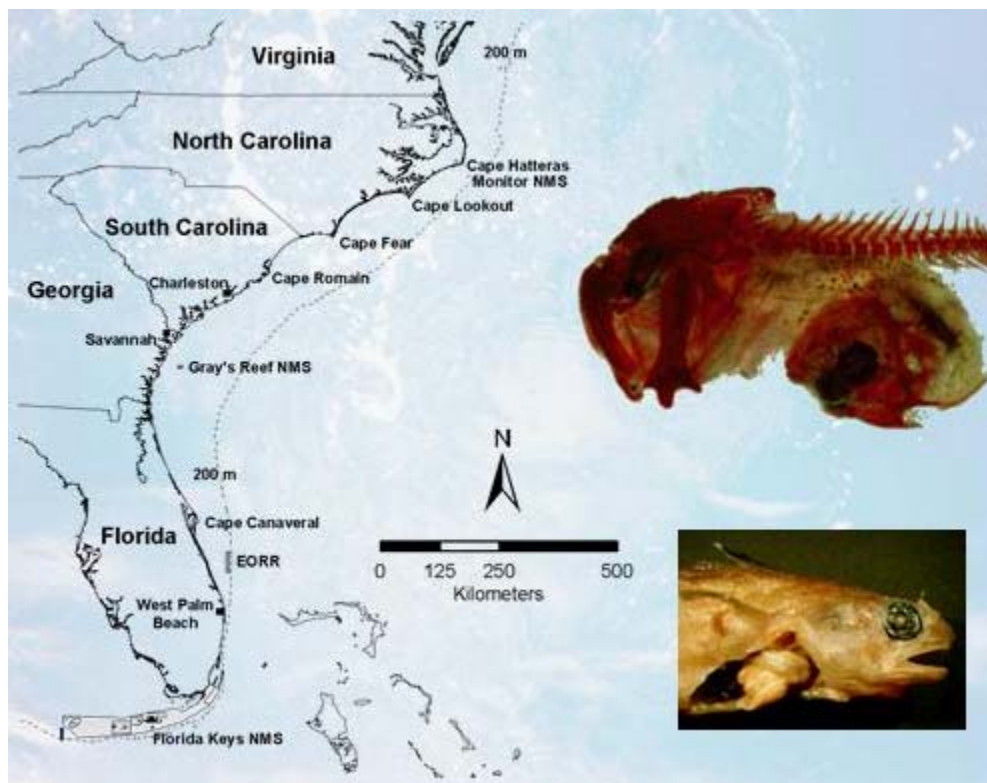 200 m
Virginia
North Carolina
Cape Hatteras
Monitor NMS
Cape Lookout
South Carolina
Cape Fear
Charleston
Cape Romain
Georgia
Savannah
Gray's Reef NMS
N
200 m
Cape Canaveral
Florida
EORR
0 125 250 500
Kilometers
West Palm
Beach
Florida Keys NMS